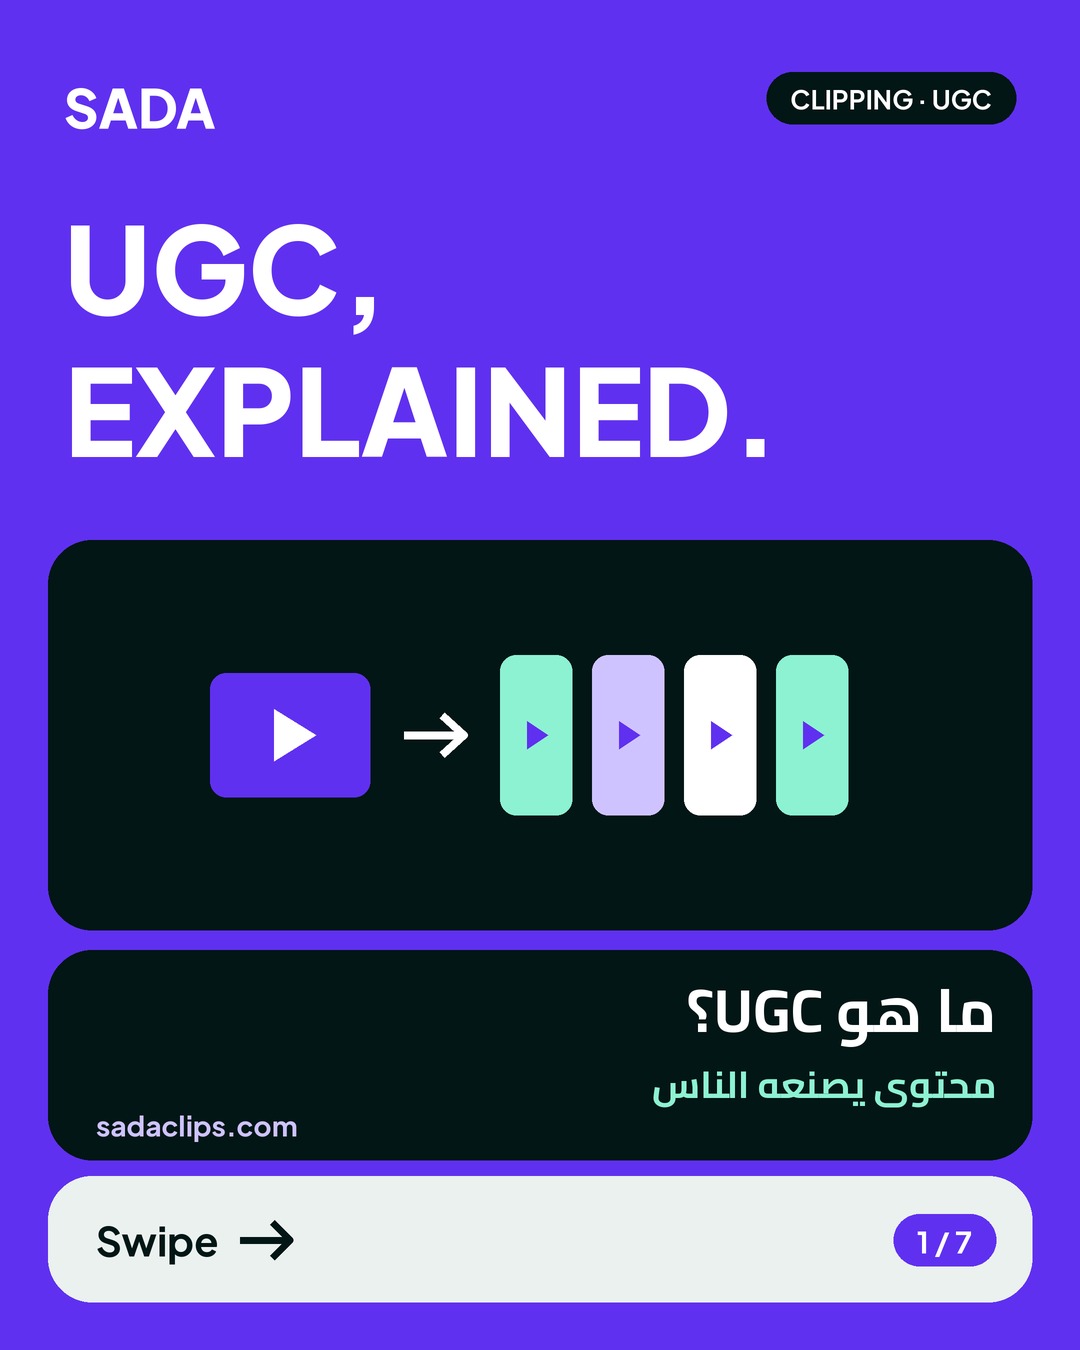 SADA
CLIPPING · UGC
UGC,
EXPLAINED.
ما هو UGC؟
محتوى يصنعه الناس
sadaclips.com
Swipe →
1 / 7